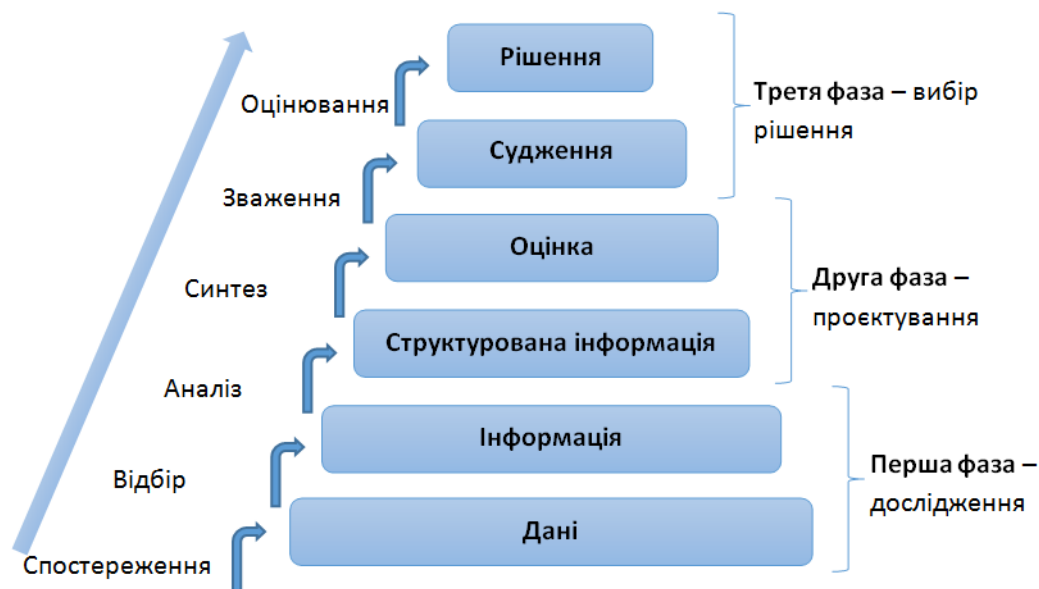 Рішення
Оцінювання
Третя фаза – вибір
рішення
Судження
Зваження
Оцінка
Синтез
Друга фаза –
проєктування
Структурована інформація
Аналіз
Інформація
Відбір
Перша фаза –
дослідження
Дані
Спостереження